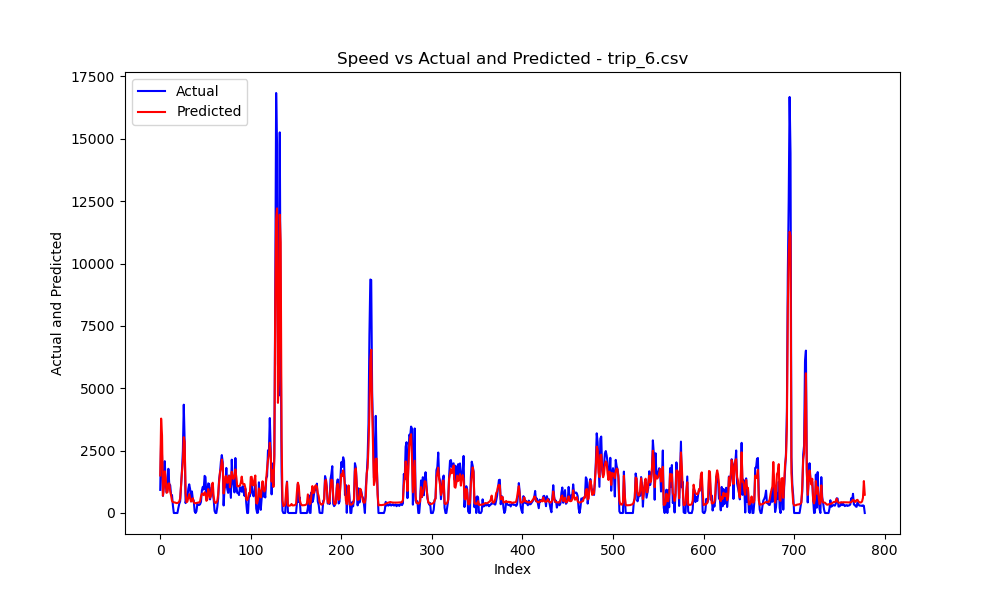 Speed vs Actual and Predicted - trip_6.csv
Actual
Predicted
17500
15000
12500
10000
7500
5000
2500
0
Actual and Predicted
0 100 200 300 400 500 600 700 800
Index